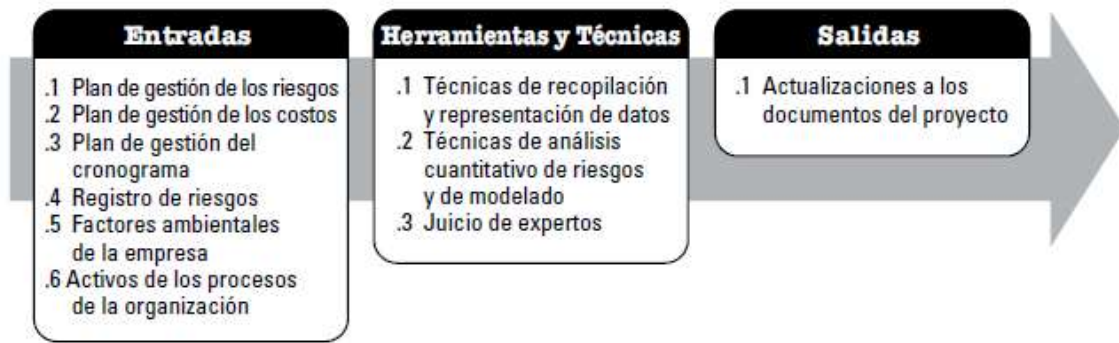 Entradas
.1 Plan de gestión de los riesgos
.2 Plan de gestión de los costos
.3 Plan de gestión del
cronograma
.4 Registro de riesgos
.5 Factores ambientales
de la empresa
.6 Activos de los procesos
de la organización
Herramientas y Técnicas
.1 Técnicas de recopilación
y representación de datos
.2 Técnicas de análisis
cuantitativo de riesgos
y de modelado
.3 Juicio de expertos
Salidas
.1 Actualizaciones a los
documentos del proyecto